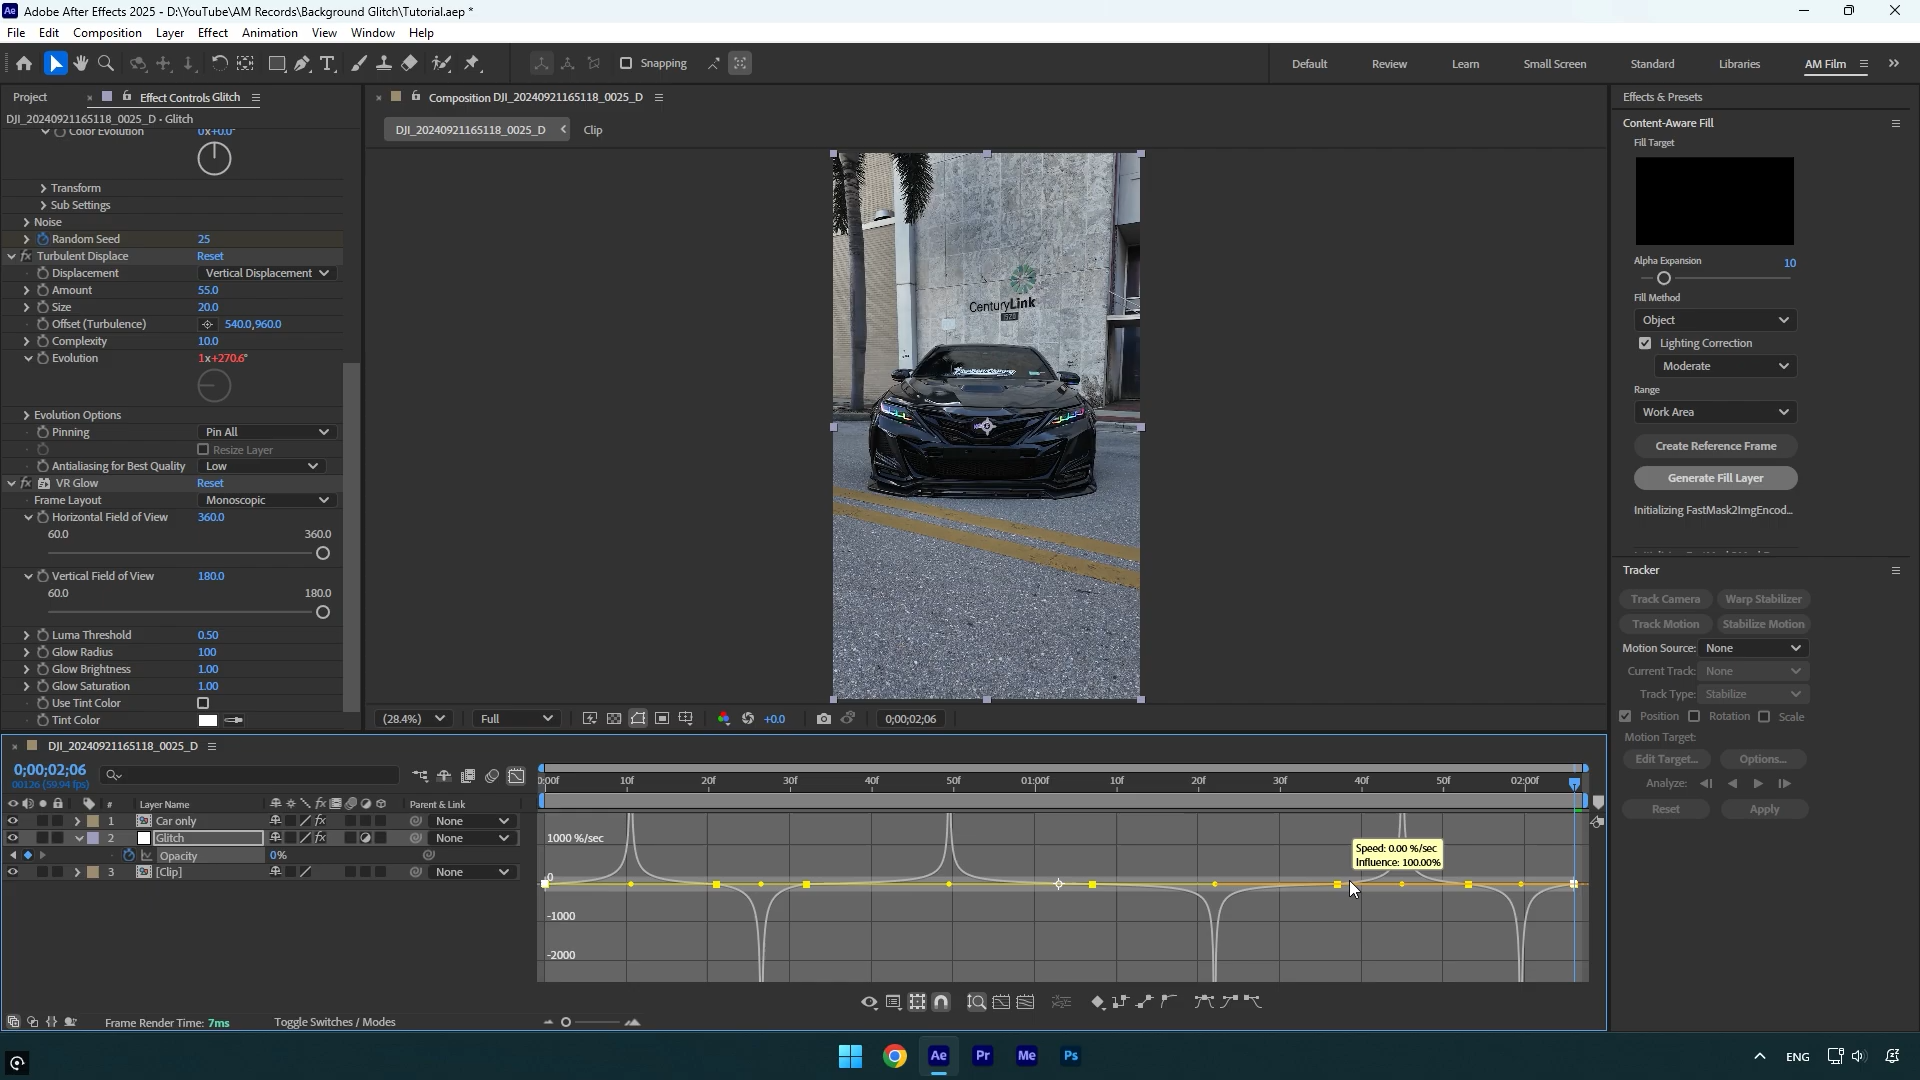 Adobe After Effects 2025 - D:\YouTube\AM Records\Background Glitch\Tutorial.aep *
File Edit Composition Layer Effect Animation View Window Help
Snapping
Default Review Learn Small Screen Standard Libraries AM Film
Project Effect Controls Glitch
DJI_20240921165118_0025_D • Glitch
Color Evolution 0x+0.0°
Transform
Sub Settings
Noise
Random Seed 25
Turbulent Displace Reset
Displacement Vertical Displacement
Amount 55.0
Size 20.0
Offset (Turbulence) 540.0,960.0
Complexity 10.0
Evolution 1x+270.6°
Evolution Options
Pinning Pin All
Resize Layer
Antialiasing for Best Quality Low
VR Glow Reset
Frame Layout Monoscopic
Horizontal Field of View 360.0
60.0 360.0
Vertical Field of View 180.0
60.0 180.0
Luma Threshold 0.50
Glow Radius 100
Glow Brightness 1.00
Glow Saturation 1.00
Use Tint Color
Tint Color
Composition DJI_20240921165118_0025_D
DJI_20240921165118_0025_D Clip
CenturyLink
(28.4%) Full +0.0 0;00;02;06
Effects & Presets
Content-Aware Fill
Fill Target
Alpha Expansion 10
Fill Method
Object
Lighting Correction
Moderate
Range
Work Area
Create Reference Frame
Generate Fill Layer
Initializing FastMask2ImgEncod...
Tracker
Track Camera Warp Stabilizer
Track Motion Stabilize Motion
Motion Source: None
Current Track: None
Track Type: Stabilize
Position Rotation Scale
Motion Target:
Edit Target... Options...
Analyze:
Reset Apply
DJI_20240921165118_0025_D
0;00;02;06
00126 (59.94 fps)
0:00f 10f 20f 30f 40f 50f 01:00f 10f 20f 30f 40f 50f 02:00f
# Layer Name Parent & Link
1 Car only None
2 Glitch None
Opacity 0%
3 [Clip] None
1000 %/sec
0
-1000
-2000
Speed: 0.00 %/sec
Influence: 100.00%
Frame Render Time: 7ms Toggle Switches / Modes
Ae Pr Me Ps
ENG